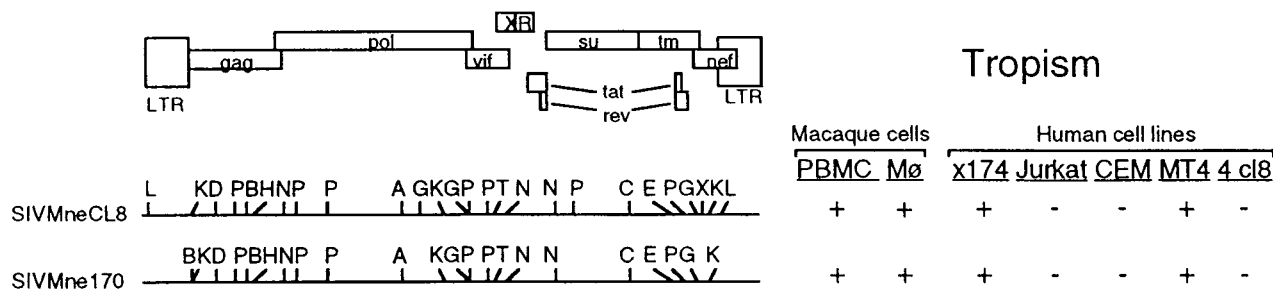 XR
pol
su
tm
gag
vif
nef
Tropism
LTR
tat
LTR
rev
Macaque cells
Human cell lines
PBMC Mø x174 Jurkat CEM MT4 4 cl8
L KD PBHNP P A GKGP PT N N P C E PGXKL
SIVMneCL8 + + + - - + -
BKD PBHNP P A KGP PT N N C E PG K
SIVMne170 + + + - - + -